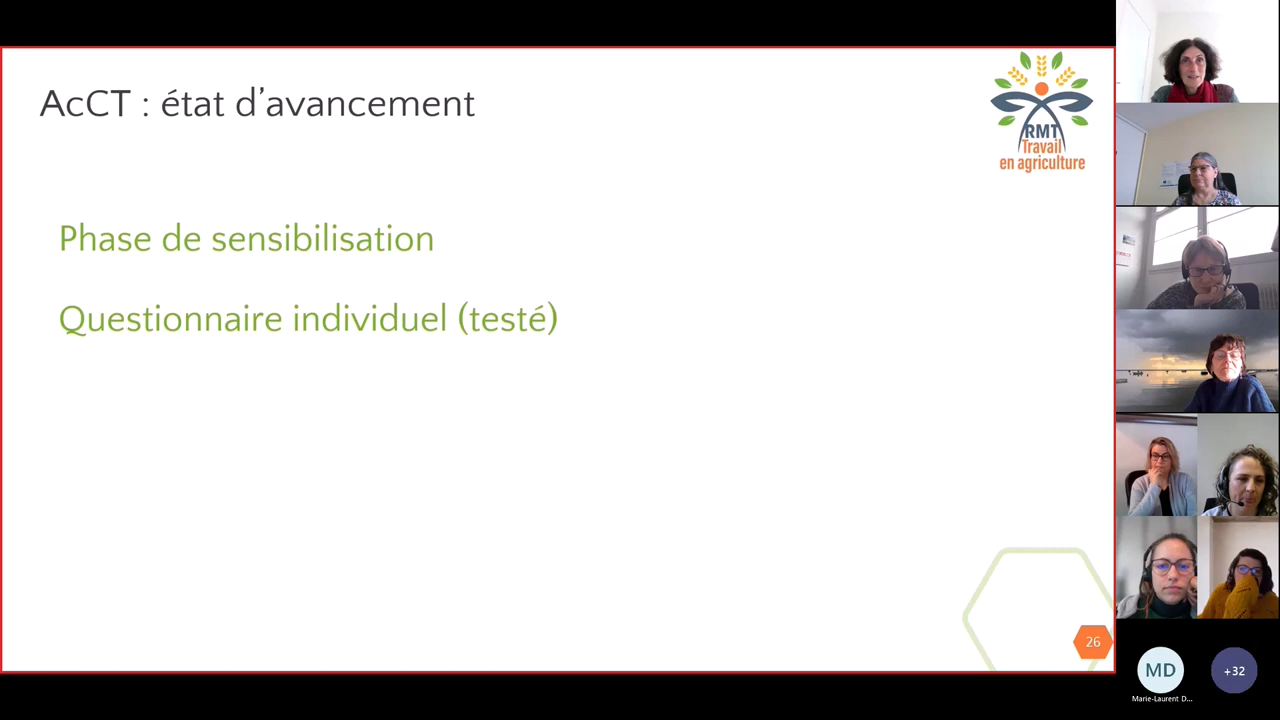 AcCT : état d'avancement
RMT
Travail
en agriculture
Phase de sensibilisation
Questionnaire individuel (testé)
26
MD
+32
Marie-Laurent D...